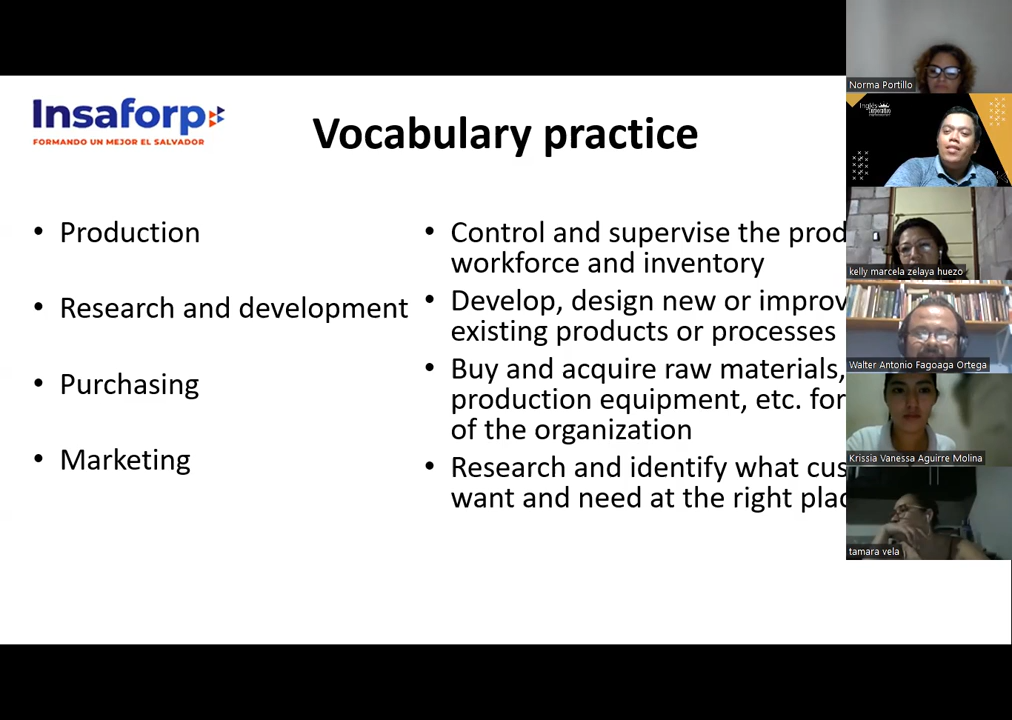 Insaforp
FORMANDO UN MEJOR EL SALVADOR
Vocabulary practice
• Production
• Research and development
• Purchasing
• Marketing
• Control and supervise the prod
workforce and inventory
• Develop, design new or improv
existing products or processes
• Buy and acquire raw materials,
production equipment, etc. for
of the organization
• Research and identify what cus
want and need at the right plac
Norma Portillo
Inglés
Corporativo
kelly marcela zelaya huezo
Walter Antonio Fagoaga Ortega
Krissia Vanessa Aguirre Molina
tamara vela